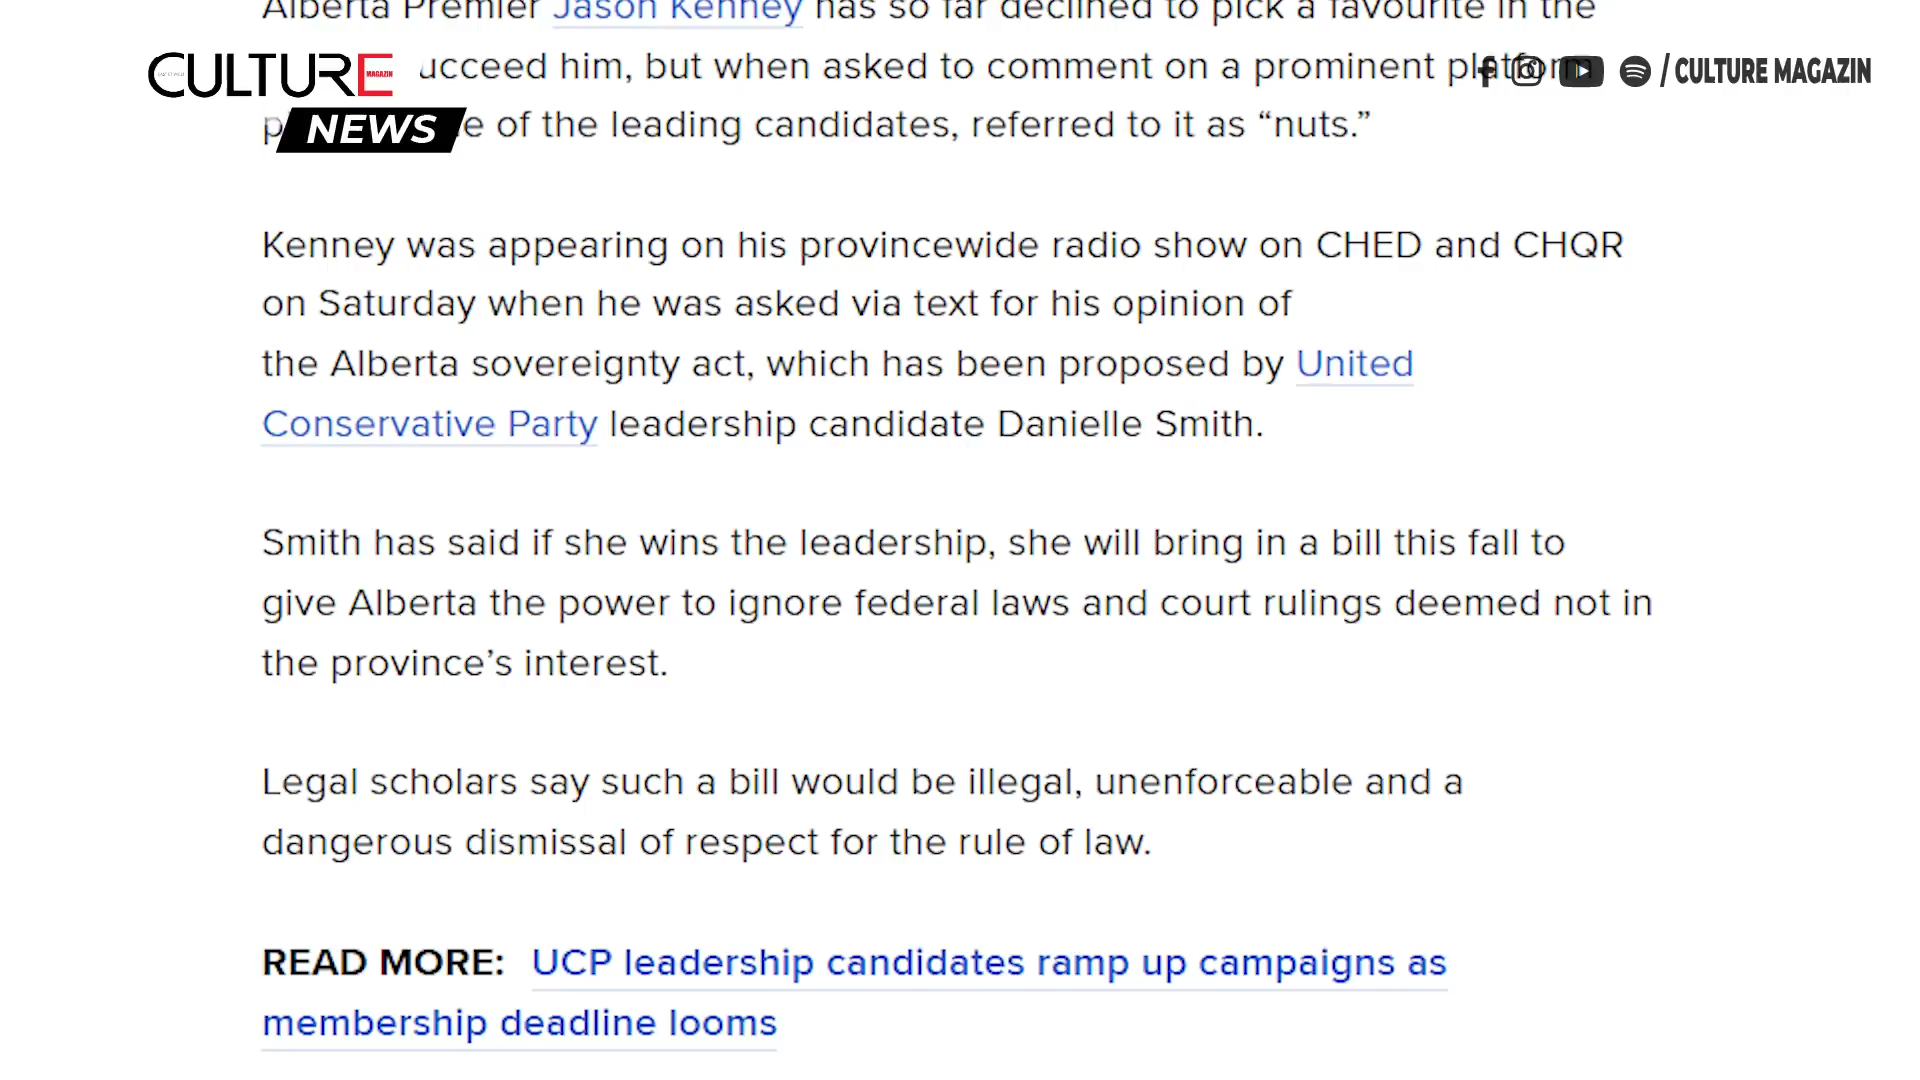 Alberta Premier Jason Kenney has so far declined to pick a favourite in the
CULTURE
MAGAZIN
ucceed him, but when asked to comment on a prominent platform
/ CULTURE MAGAZIN
NEWS
e of the leading candidates, referred to it as “nuts.”
Kenney was appearing on his provincewide radio show on CHED and CHQR
on Saturday when he was asked via text for his opinion of
the Alberta sovereignty act, which has been proposed by United
Conservative Party leadership candidate Danielle Smith.
Smith has said if she wins the leadership, she will bring in a bill this fall to
give Alberta the power to ignore federal laws and court rulings deemed not in
the province’s interest.
Legal scholars say such a bill would be illegal, unenforceable and a
dangerous dismissal of respect for the rule of law.
READ MORE: UCP leadership candidates ramp up campaigns as
membership deadline looms